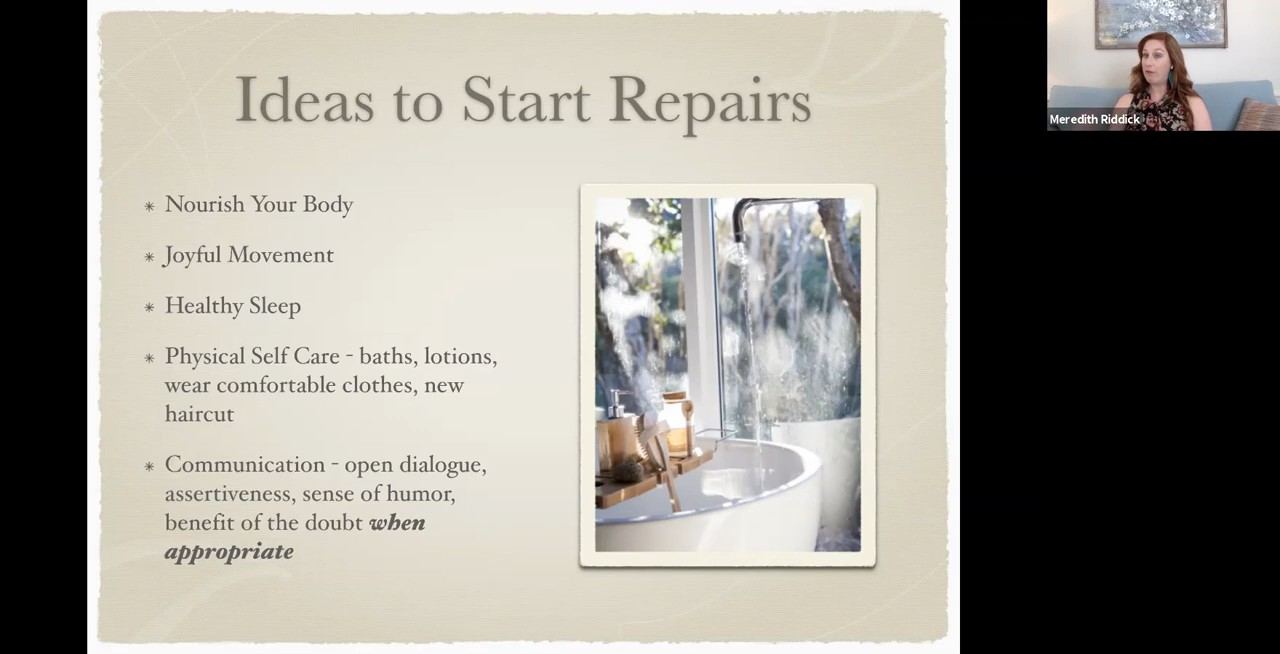 Ideas to Start Repairs
Nourish Your Body
Joyful Movement
Healthy Sleep
Physical Self Care - baths, lotions,
wear comfortable clothes, new
haircut
Communication - open dialogue,
assertiveness, sense of humor,
benefit of the doubt when
appropriate
Meredith Riddick